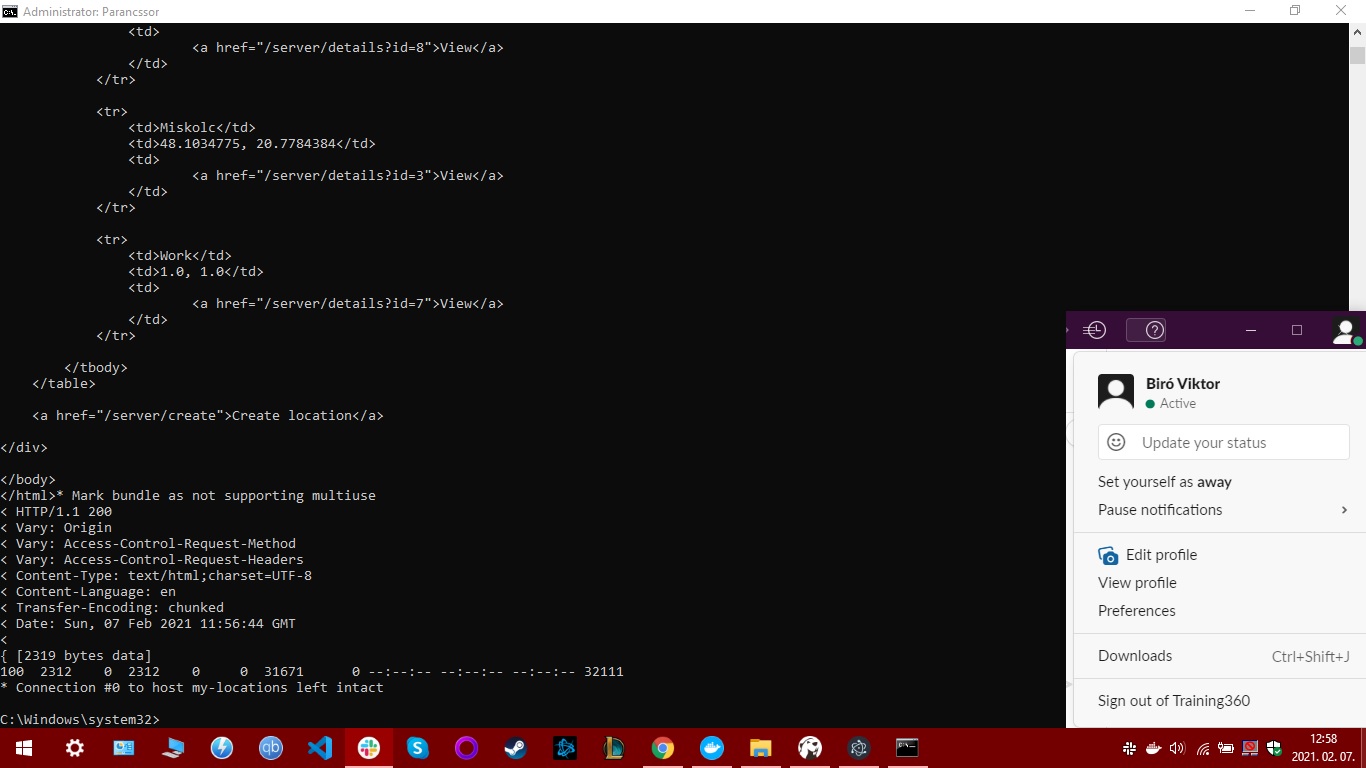 Administrator: Parancssor
<td>
<a href="/server/details?id=8">View</a>
</td>
</tr>
<tr>
<td>Miskolc</td>
<td>48.1034775, 20.7784384</td>
<td>
<a href="/server/details?id=3">View</a>
</td>
</tr>
<tr>
<td>Work</td>
<td>1.0, 1.0</td>
<td>
<a href="/server/details?id=7">View</a>
</td>
</tr>
</tbody>
</table>
<a href="/server/create">Create location</a>
</div>
</body>
</html>* Mark bundle as not supporting multiuse
< HTTP/1.1 200
< Vary: Origin
< Vary: Access-Control-Request-Method
< Vary: Access-Control-Request-Headers
< Content-Type: text/html;charset=UTF-8
< Content-Language: en
< Transfer-Encoding: chunked
< Date: Sun, 07 Feb 2021 11:56:44 GMT
<
{ [2319 bytes data]
100  2312    0  2312    0     0  31671      0 --:--:-- --:--:-- --:--:-- 32111
* Connection #0 to host my-locations left intact
C:\Windows\system32>
Biró Viktor
Active
Update your status
Set yourself as away
Pause notifications
Edit profile
View profile
Preferences
Downloads Ctrl+Shift+J
Sign out of Training360
12:58
2021. 02. 07.